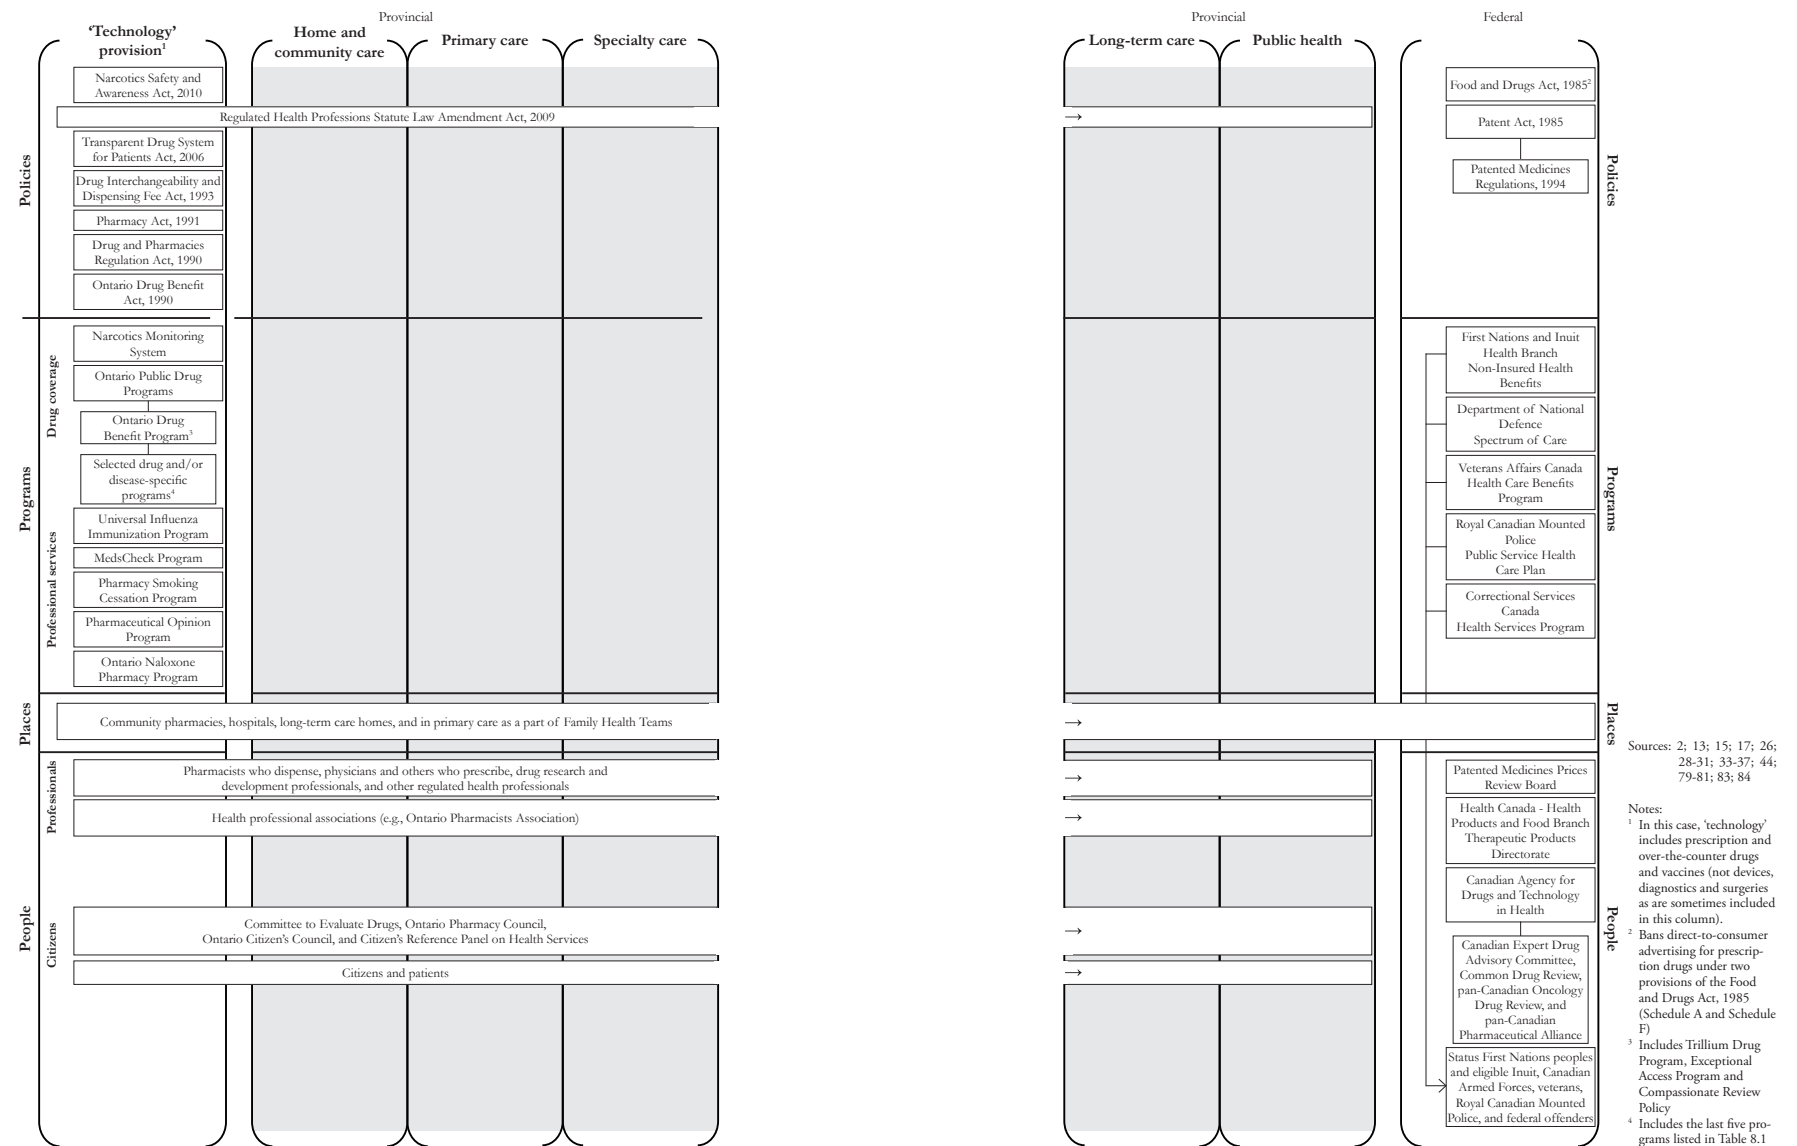 Provincial
Provincial
Federal
‘Technology’
provision¹
Home and
community care
Primary care
Specialty care
Long-term care
Public health
Policies
Narcotics Safety and
Awareness Act, 2010
Regulated Health Professions Statute Law Amendment Act, 2009
→
Transparent Drug System
for Patients Act, 2006
Drug Interchangeability and
Dispensing Fee Act, 1993
Pharmacy Act, 1991
Drug and Pharmacies
Regulation Act, 1990
Ontario Drug Benefit
Act, 1990
Food and Drugs Act, 1985²
Patent Act, 1985
Patented Medicines
Regulations, 1994
Policies
Programs
Drug coverage
Narcotics Monitoring
System
Ontario Public Drug
Programs
Ontario Drug
Benefit Program³
Selected drug and/or
disease-specific
programs⁴
Professional services
Universal Influenza
Immunization Program
MedsCheck Program
Pharmacy Smoking
Cessation Program
Pharmaceutical Opinion
Program
Ontario Naloxone
Pharmacy Program
First Nations and Inuit
Health Branch
Non-Insured Health
Benefits
Department of National
Defence
Spectrum of Care
Veterans Affairs Canada
Health Care Benefits
Program
Royal Canadian Mounted
Police
Public Service Health
Care Plan
Correctional Services
Canada
Health Services Program
Programs
Places
Community pharmacies, hospitals, long-term care homes, and in primary care as a part of Family Health Teams
→
Places
People
Professionals
Pharmacists who dispense, physicians and others who prescribe, drug research and
development professionals, and other regulated health professionals
→
Health professional associations (e.g., Ontario Pharmacists Association)
→
Citizens
Committee to Evaluate Drugs, Ontario Pharmacy Council,
Ontario Citizen’s Council, and Citizen’s Reference Panel on Health Services
→
Citizens and patients
→
Patented Medicines Prices
Review Board
Health Canada - Health
Products and Food Branch
Therapeutic Products
Directorate
Canadian Agency for
Drugs and Technology
in Health
Canadian Expert Drug
Advisory Committee,
Common Drug Review,
pan-Canadian Oncology
Drug Review, and
pan-Canadian
Pharmaceutical Alliance
Status First Nations peoples
and eligible Inuit, Canadian
Armed Forces, veterans,
Royal Canadian Mounted
Police, and federal offenders
People
Sources: 2; 13; 15; 17; 26;
28-31; 33-37; 44;
79-81; 83; 84
Notes:
¹ In this case, ‘technology’
includes prescription and
over-the-counter drugs
and vaccines (not devices,
diagnostics and surgeries
as are sometimes included
in this column).
² Bans direct-to-consumer
advertising for prescrip-
tion drugs under two
provisions of the Food
and Drugs Act, 1985
(Schedule A and Schedule
F)
³ Includes Trillium Drug
Program, Exceptional
Access Program and
Compassionate Review
Policy
⁴ Includes the last five pro-
grams listed in Table 8.1